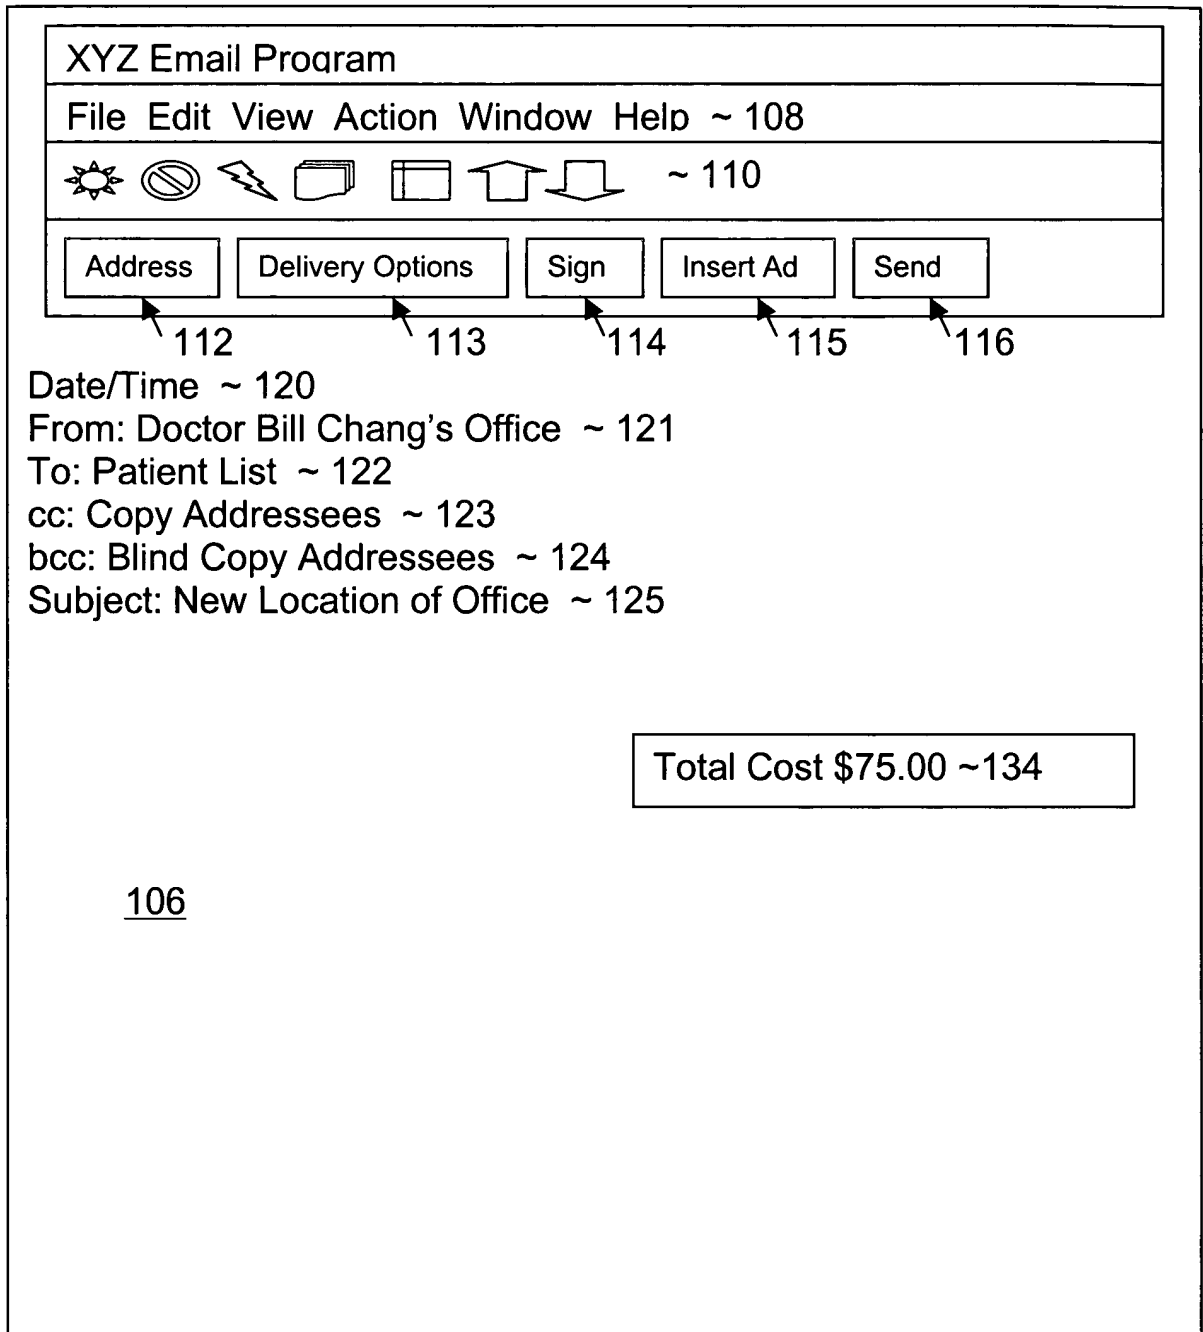 XYZ Email Program
File Edit View Action Window Help ~ 108
~ 110
Address Delivery Options Sign Insert Ad Send
112 113 114 115 116
Date/Time ~ 120
From: Doctor Bill Chang's Office ~ 121
To: Patient List ~ 122
cc: Copy Addressees ~ 123
bcc: Blind Copy Addressees ~ 124
Subject: New Location of Office ~ 125
Total Cost $75.00 ~134
106